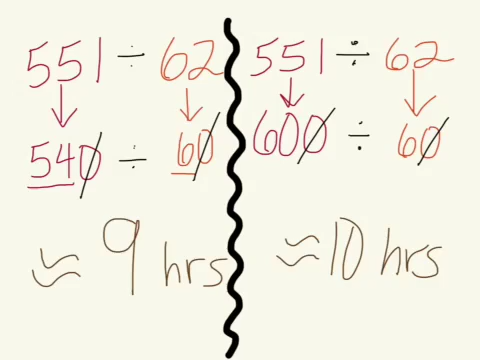 551 ÷ 62
540 ÷ 60
≈ 9 hrs
551 ÷ 62
600 ÷ 60
≈ 10 hrs